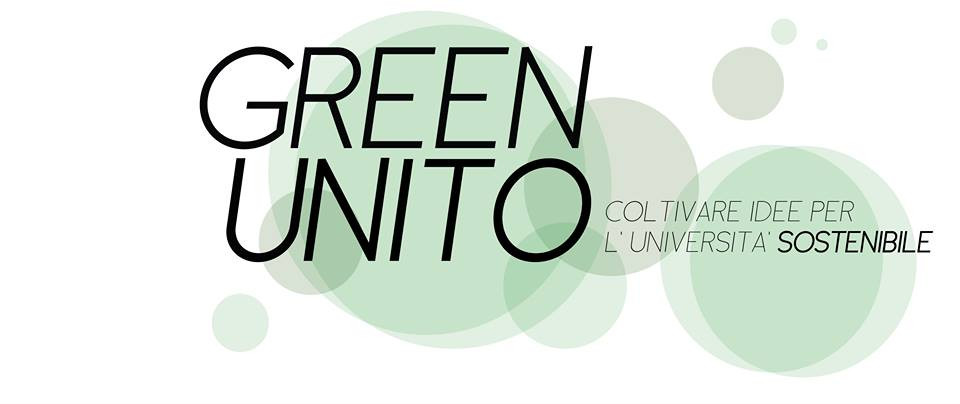 GREEN
UNITO
COLTIVARE IDEE PER
L' UNIVERSITA' SOSTENIBILE